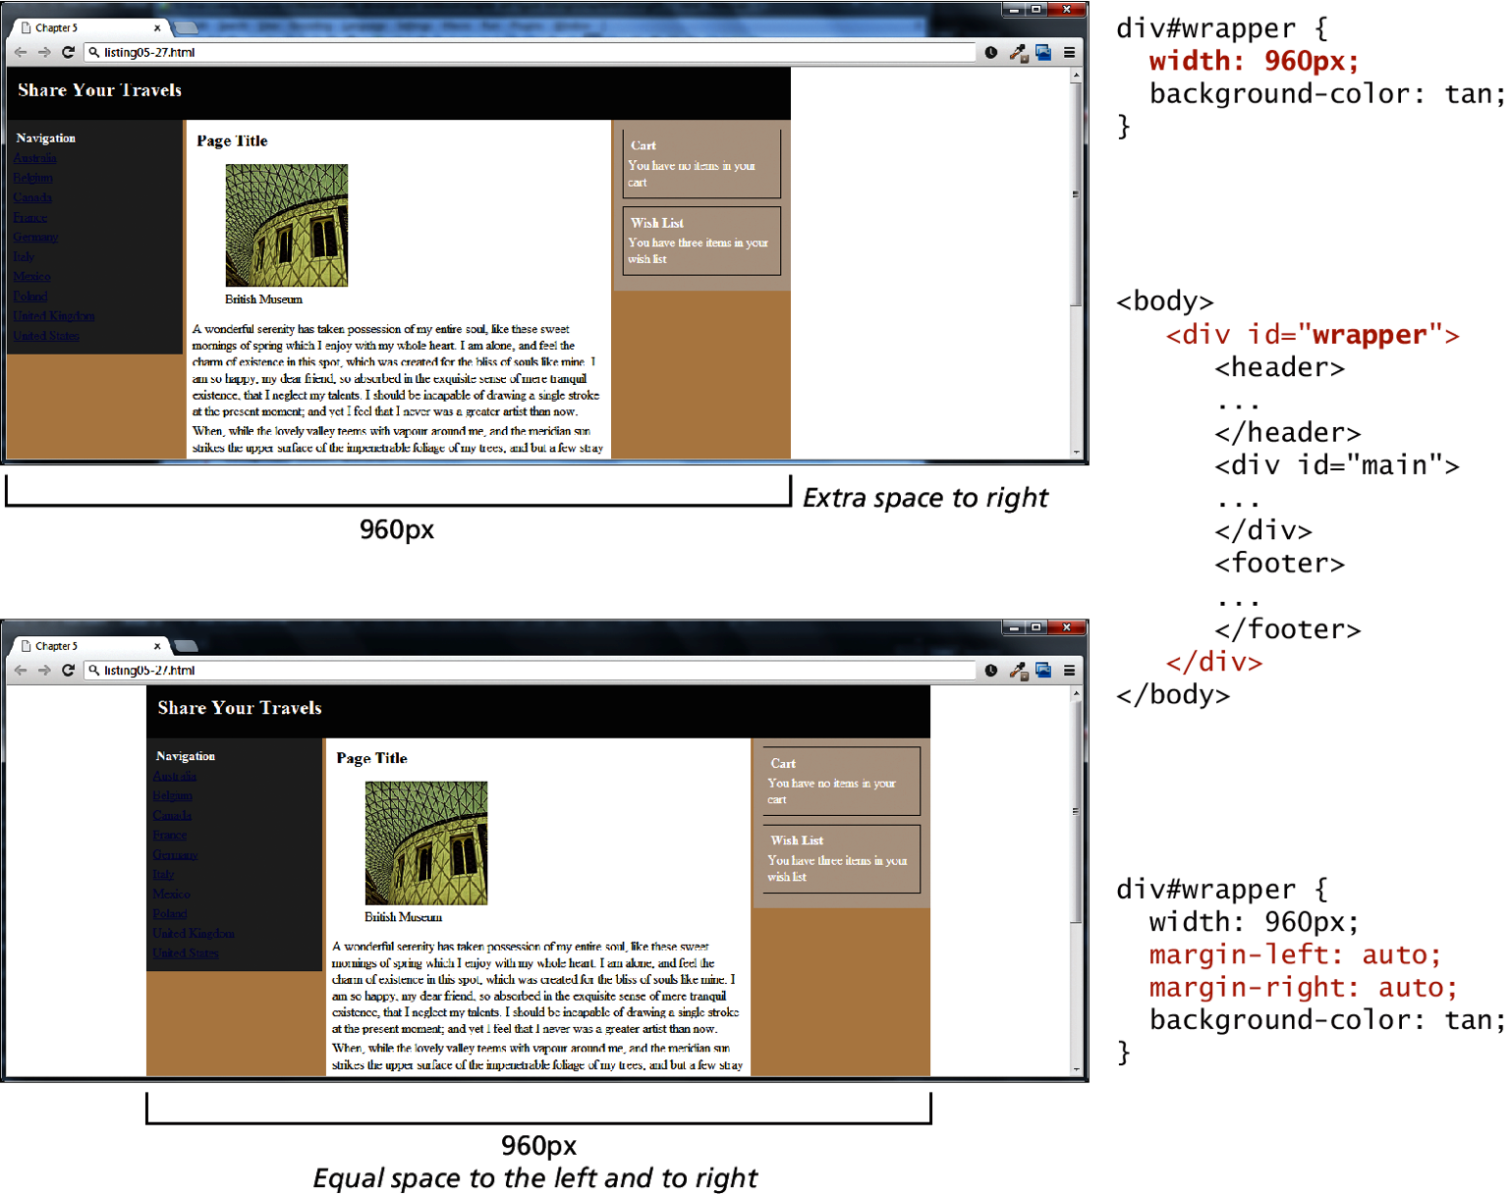 Chapter 5
listing05-27.html
Share Your Travels
Navigation
Australia
Belgium
Canada
France
Germany
Italy
Mexico
Poland
United Kingdom
United States
Page Title
British Museum
A wonderful serenity has taken possession of my entire soul, like these sweet
mornings of spring which I enjoy with my whole heart. I am alone, and feel the
charm of existence in this spot, which was created for the bliss of souls like mine. I
am so happy, my dear friend, so absorbed in the exquisite sense of mere tranquil
existence, that I neglect my talents. I should be incapable of drawing a single stroke
at the present moment; and yet I feel that I never was a greater artist than now.
When, while the lovely valley teems with vapour around me, and the meridian sun
strikes the upper surface of the impenetrable foliage of my trees, and but a few stray
Cart
You have no items in your
cart
Wish List
You have three items in your
wish list
960px
Extra space to right
div#wrapper {
width: 960px;
background-color: tan;
}
<body>
<div id="wrapper">
<header>
...
</header>
<div id="main">
...
</div>
<footer>
...
</footer>
</div>
</body>
Chapter 5
listing05-27.html
Share Your Travels
Navigation
Australia
Belgium
Canada
France
Germany
Italy
Mexico
Poland
United Kingdom
United States
Page Title
British Museum
A wonderful serenity has taken possession of my entire soul, like these sweet
mornings of spring which I enjoy with my whole heart. I am alone, and feel the
charm of existence in this spot, which was created for the bliss of souls like mine. I
am so happy, my dear friend, so absorbed in the exquisite sense of mere tranquil
existence, that I neglect my talents. I should be incapable of drawing a single stroke
at the present moment; and yet I feel that I never was a greater artist than now.
When, while the lovely valley teems with vapour around me, and the meridian sun
strikes the upper surface of the impenetrable foliage of my trees, and but a few stray
Cart
You have no items in your
cart
Wish List
You have three items in your
wish list
960px
Equal space to the left and to right
div#wrapper {
width: 960px;
margin-left: auto;
margin-right: auto;
background-color: tan;
}